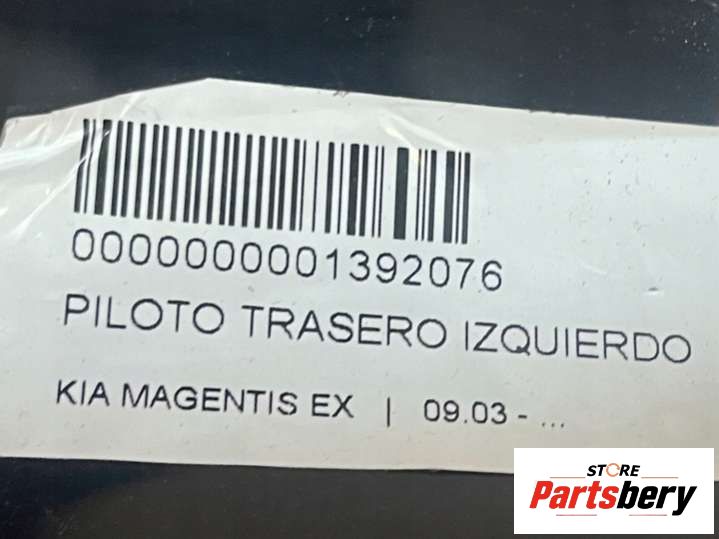 0000000001392076
PILOTO TRASERO IZQUIERDO
KIA MAGENTIS EX | 09.03 - ...
STORE
Partsbery